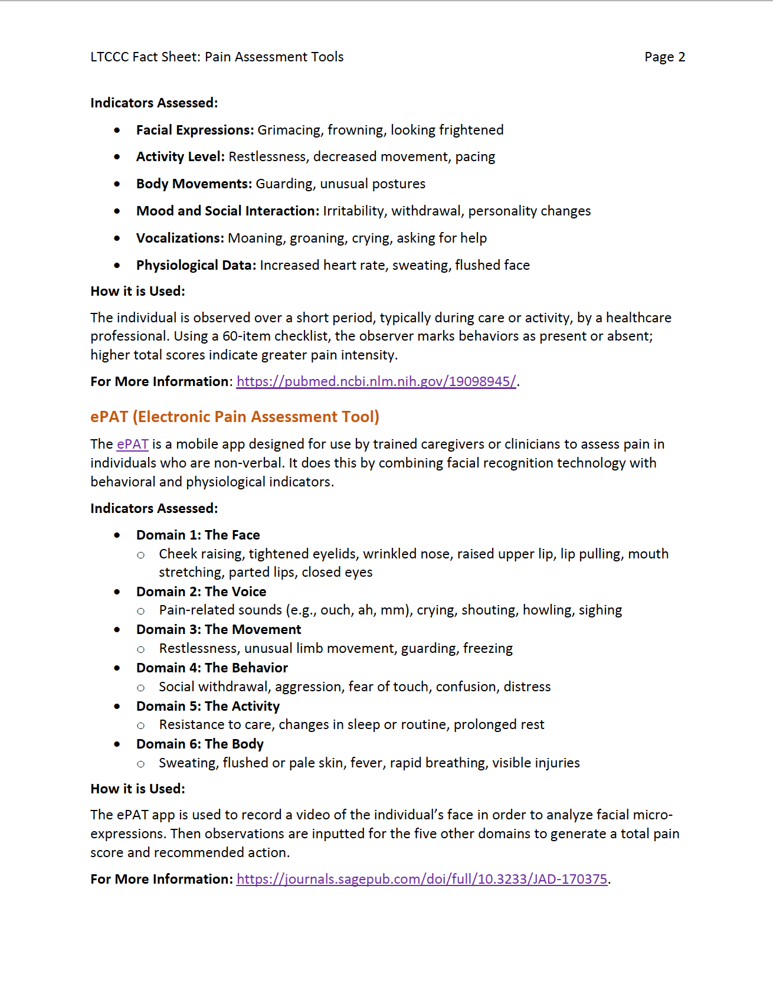 LTCCC Fact Sheet: Pain Assessment Tools Page 2
Indicators Assessed:
• Facial Expressions: Grimacing, frowning, looking frightened
• Activity Level: Restlessness, decreased movement, pacing
• Body Movements: Guarding, unusual postures
• Mood and Social Interaction: Irritability, withdrawal, personality changes
• Vocalizations: Moaning, groaning, crying, asking for help
• Physiological Data: Increased heart rate, sweating, flushed face
How it is Used:
The individual is observed over a short period, typically during care or activity, by a healthcare
professional. Using a 60-item checklist, the observer marks behaviors as present or absent;
higher total scores indicate greater pain intensity.
For More Information: https://pubmed.ncbi.nlm.nih.gov/19098945/.
ePAT (Electronic Pain Assessment Tool)
The ePAT is a mobile app designed for use by trained caregivers or clinicians to assess pain in
individuals who are non-verbal. It does this by combining facial recognition technology with
behavioral and physiological indicators.
Indicators Assessed:
• Domain 1: The Face
○ Cheek raising, tightened eyelids, wrinkled nose, raised upper lip, lip pulling, mouth
stretching, parted lips, closed eyes
• Domain 2: The Voice
○ Pain-related sounds (e.g., ouch, ah, mm), crying, shouting, howling, sighing
• Domain 3: The Movement
○ Restlessness, unusual limb movement, guarding, freezing
• Domain 4: The Behavior
○ Social withdrawal, aggression, fear of touch, confusion, distress
• Domain 5: The Activity
○ Resistance to care, changes in sleep or routine, prolonged rest
• Domain 6: The Body
○ Sweating, flushed or pale skin, fever, rapid breathing, visible injuries
How it is Used:
The ePAT app is used to record a video of the individual’s face in order to analyze facial micro-
expressions. Then observations are inputted for the five other domains to generate a total pain
score and recommended action.
For More Information: https://journals.sagepub.com/doi/full/10.3233/JAD-170375.